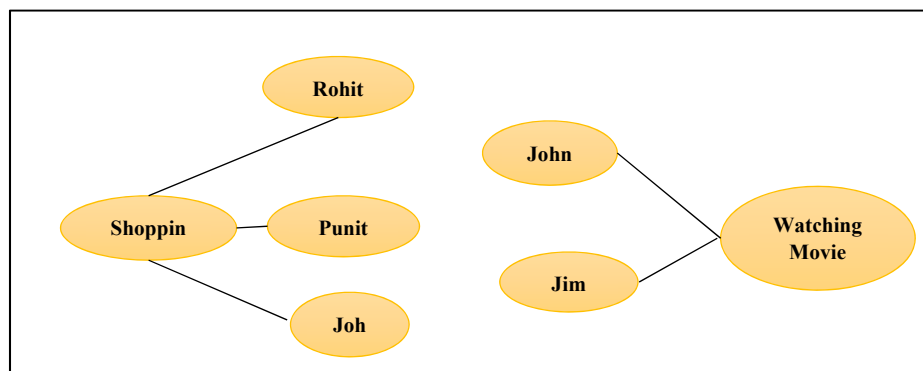 Rohit
John
Shoppin
Punit
Watching
Movie
Jim
Joh